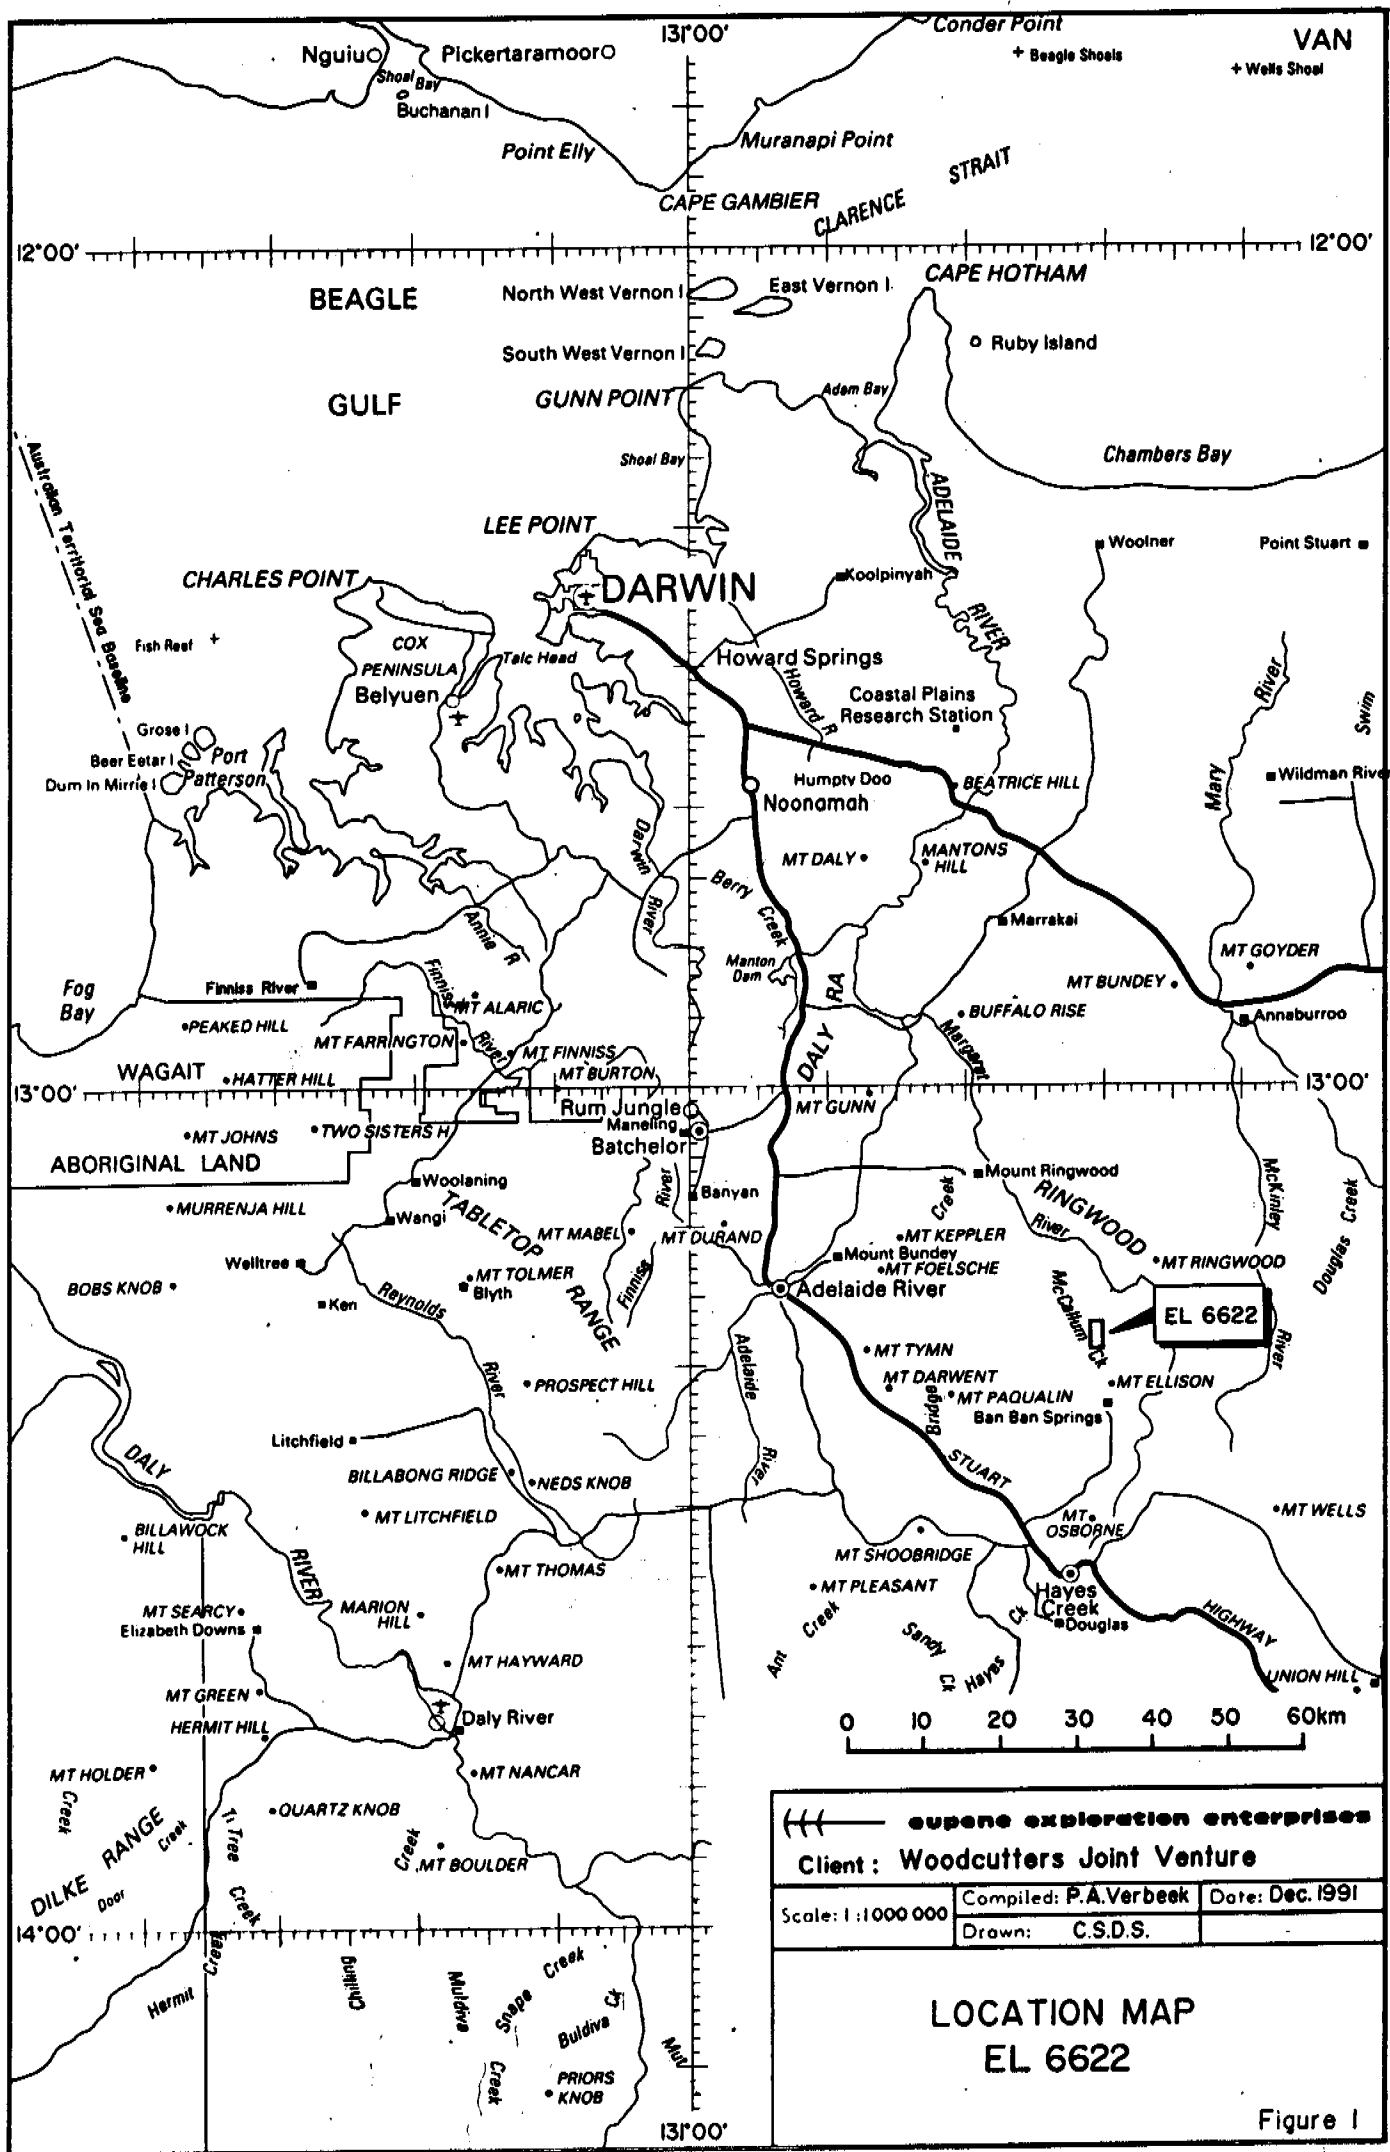 131°00'
Conder Point
VAN
Nguiu
Pickertaramoor
Beagle Shoals
Wells Shoal
Shoal Bay
Buchanan I
Point Elly
Muranapi Point
STRAIT
CAPE GAMBIER
CLARENCE
12°00'
12°00'
BEAGLE
North West Vernon I
East Vernon I
CAPE HOTHAM
South West Vernon I
Ruby Island
GULF
GUNN POINT
Adam Bay
Shoal Bay
Chambers Bay
Australian Territorial Sea Baseline
ADELAIDE
LEE POINT
Woolner
Point Stuart
CHARLES POINT
DARWIN
Koolpinyah
RIVER
Fish Reef
COX
PENINSULA
Talc Head
Howard Springs
Belyuen
Howard R
Coastal Plains
Research Station
River
Swim
Grose I
Beer Eetar I
Port
Patterson
Dum In Mirrie I
Humpty Doo
BEATRICE HILL
Mary
Wildman River
Noonamah
Darwin
River
MT DALY
MANTONS
HILL
Berry Creek
Annie R
Marrakai
MT GOYDER
Manton
Dam
MT BUNDEY
Fog
Bay
Finniss River
Finniss
River
MT ALARIC
RA
BUFFALO RISE
Annaburroo
PEAKED HILL
MT FARRINGTON
MT FINNISS
DALY
Margaret
WAGAIT
HATTER HILL
MT BURTON
13°00'
13°00'
Rum Jungle
MT GUNN
Maneling
Batchelor
MT JOHNS
TWO SISTERS H
ABORIGINAL LAND
Woolaning
River
Banyan
Mount Ringwood
Creek
RINGWOOD
McKinley
Douglas Creek
MURRENJA HILL
Wangi
TABLETOP
MT MABEL
MT DURAND
MT KEPPLER
River
Welltree
Mount Bundey
MT FOELSCHE
MT RINGWOOD
BOBS KNOB
MT TOLMER
Blyth
Finniss
Adelaide River
Ken
Reynolds
RANGE
McCallum Ck
EL 6622
River
Adelaide
MT TYMN
River
PROSPECT HILL
MT DARWENT
Bridge
MT PAQUALIN
MT ELLISON
Ban Ban Springs
Litchfield
DALY
BILLABONG RIDGE
NEDS KNOB
River
STUART
MT LITCHFIELD
MT
OSBORNE
MT WELLS
BILLAWOCK
HILL
RIVER
MT THOMAS
MT SHOOBRIDGE
MT PLEASANT
Hayes
Creek
MT SEARCY
MARION
HILL
Elizabeth Downs
Ant Creek
Sandy Ck
Hayes Ck
Douglas
HIGHWAY
MT HAYWARD
UNION HILL
MT GREEN
HERMIT HILL
Daly River
0 10 20 30 40 50 60km
MT HOLDER
MT NANCAR
Creek
QUARTZ KNOB
DILKE RANGE
Creek
Door
Ti Tree
Creek
Creek
MT BOULDER
eupene exploration enterprises
Client: Woodcutters Joint Venture
Scale: 1:1000 000
Compiled: P.A.Verbeek
Date: Dec. 1991
Drawn: C.S.D.S.
14°00'
Hermit
Creek
Chilling
Muldiva
Creek
Snape Creek
Buldiva Ck
Mut
PRIORS
KNOB
131°00'
LOCATION MAP
EL 6622
Figure 1